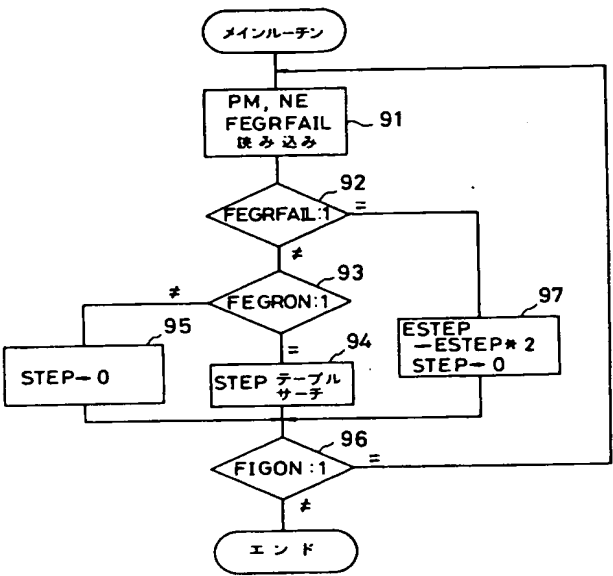 メインルーチン
PM, NE
FEGRFAIL
読み込み
91
92
FEGRFAIL:1
=
≠
93
FEGRON:1
≠
=
97
ESTEP
←ESTEP*2
STEP←0
95
STEP←0
94
STEP テーブル
サーチ
96
FIGON:1
=
≠
エンド